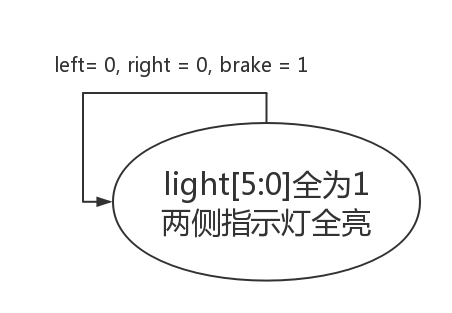 left= 0, right = 0, brake = 1
light[5:0]全为1
两侧指示灯全亮